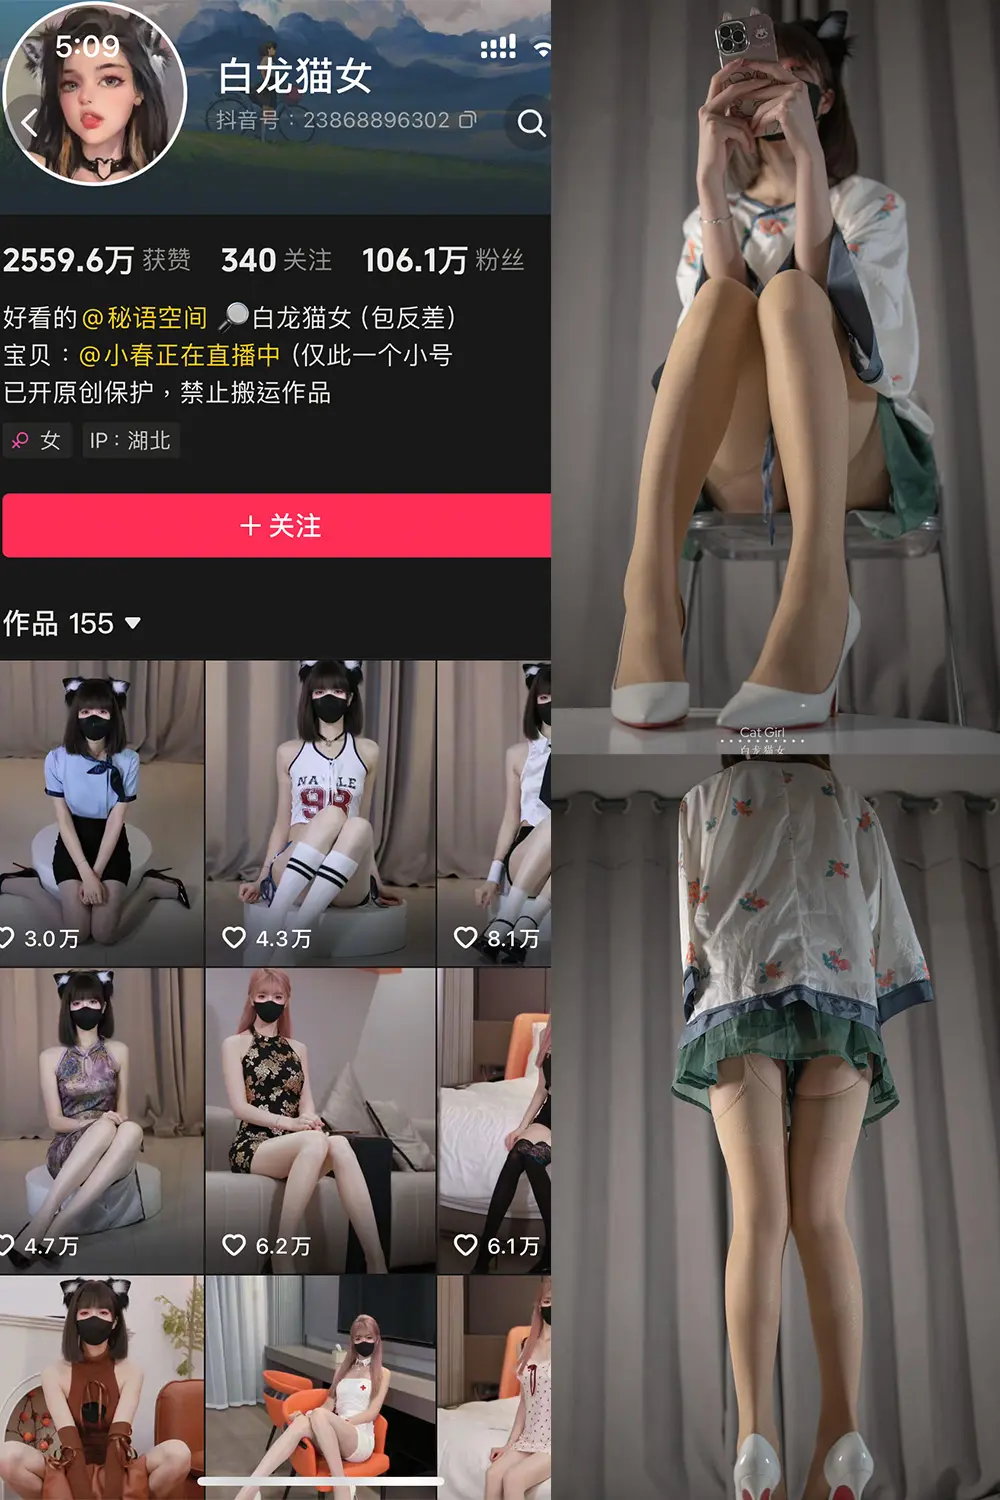 5:09
白龙猫女
抖音号：23868896302
2559.6万 获赞 340 关注 106.1万 粉丝
好看的@秘语空间 🔎白龙猫女（包反差）
宝贝：@小春正在直播中（仅此一个小号
已开原创保护，禁止搬运作品
女 IP：湖北
＋关注
作品 155
NA LE
98
3.0万 4.3万 8.1万
4.7万 6.2万 6.1万
Cat Girl
白龙猫女